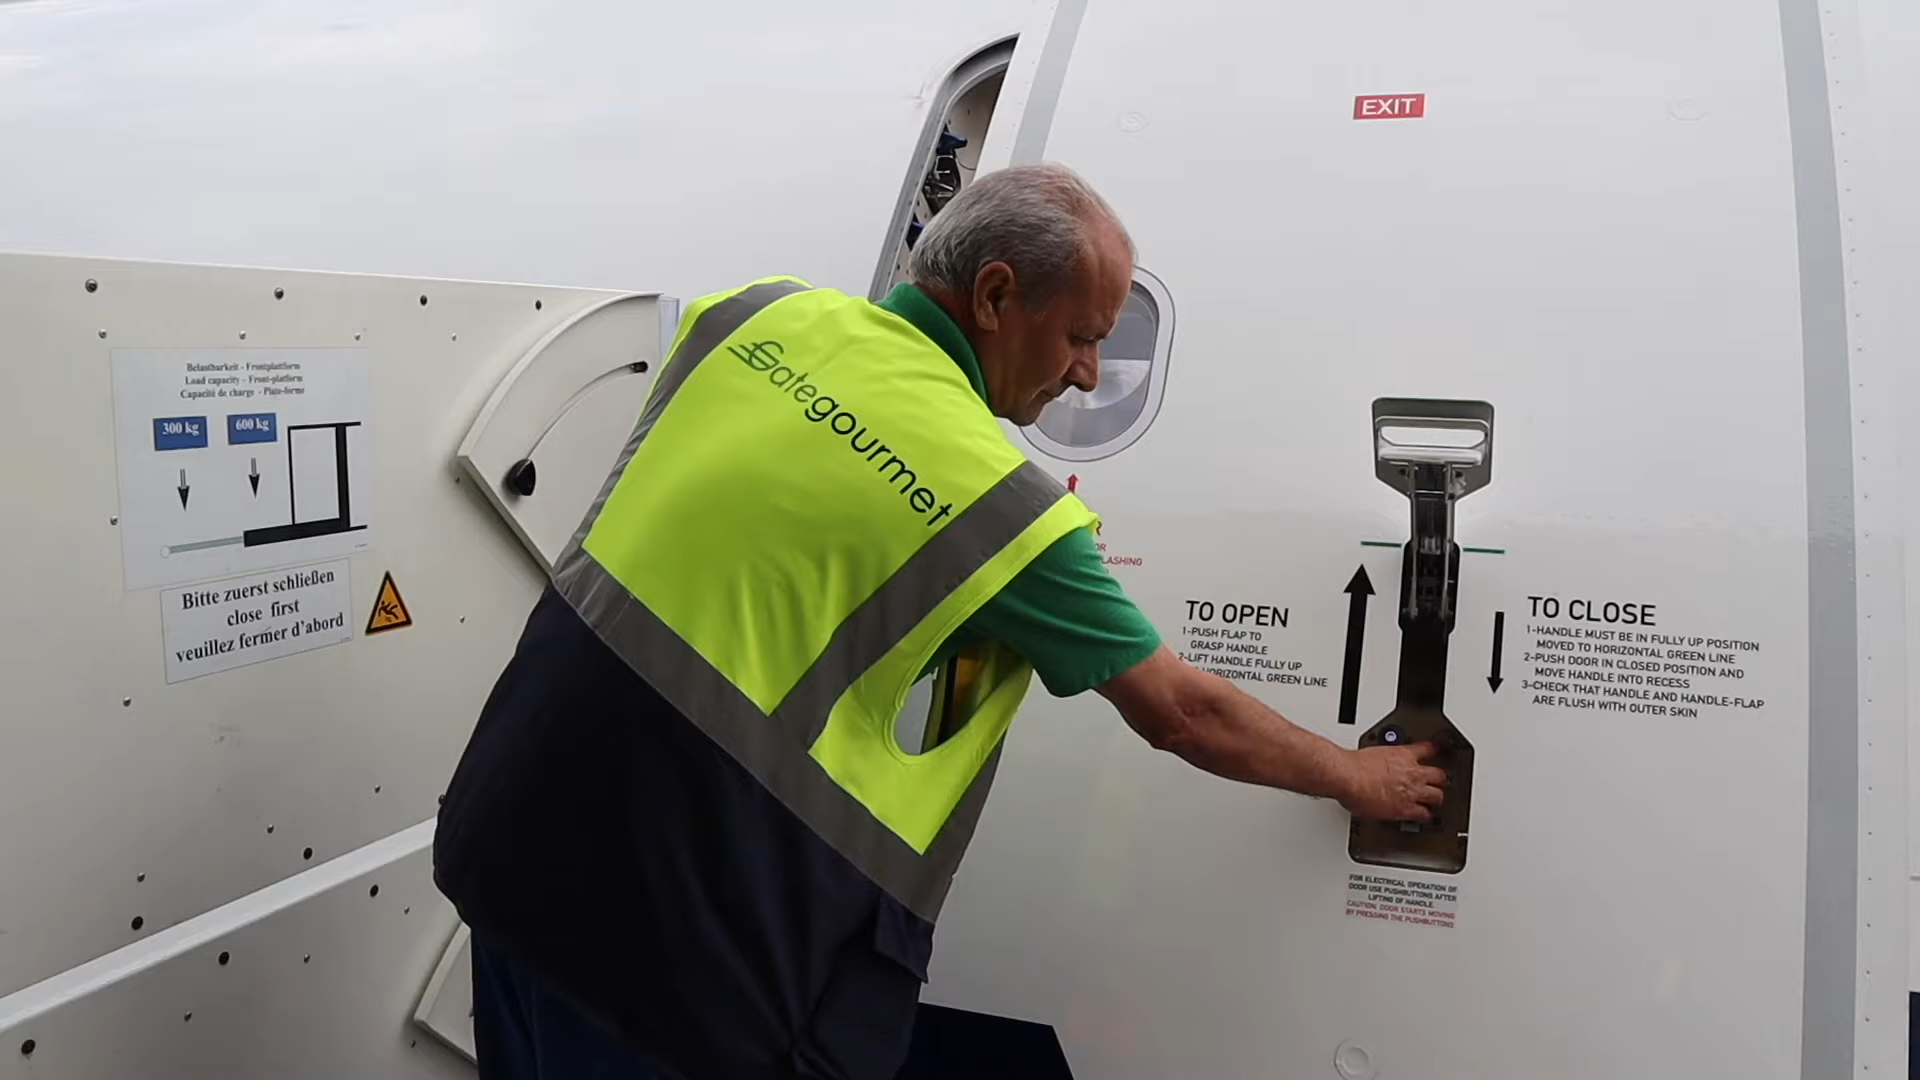 EXIT
Belastbarkeit - Frontplattform
Load capacity - Front-platform
Capacité de charge - Plate-forme
300 kg
600 kg
Bitte zuerst schließen
close first
veuillez fermer d'abord
Gategourmet
OR
LASHING
TO OPEN
1-PUSH FLAP TO
GRASP HANDLE
2-LIFT HANDLE FULLY UP
HORIZONTAL GREEN LINE
TO CLOSE
1-HANDLE MUST BE IN FULLY UP POSITION
MOVED TO HORIZONTAL GREEN LINE
2-PUSH DOOR IN CLOSED POSITION AND
MOVE HANDLE INTO RECESS
3-CHECK THAT HANDLE AND HANDLE-FLAP
ARE FLUSH WITH OUTER SKIN
FOR ELECTRICAL OPERATION OF
DOOR USE PUSHBUTTONS AFTER
LIFTING OF HANDLE.
CAUTION: DOOR STARTS MOVING
BY PRESSING THE PUSHBUTTONS